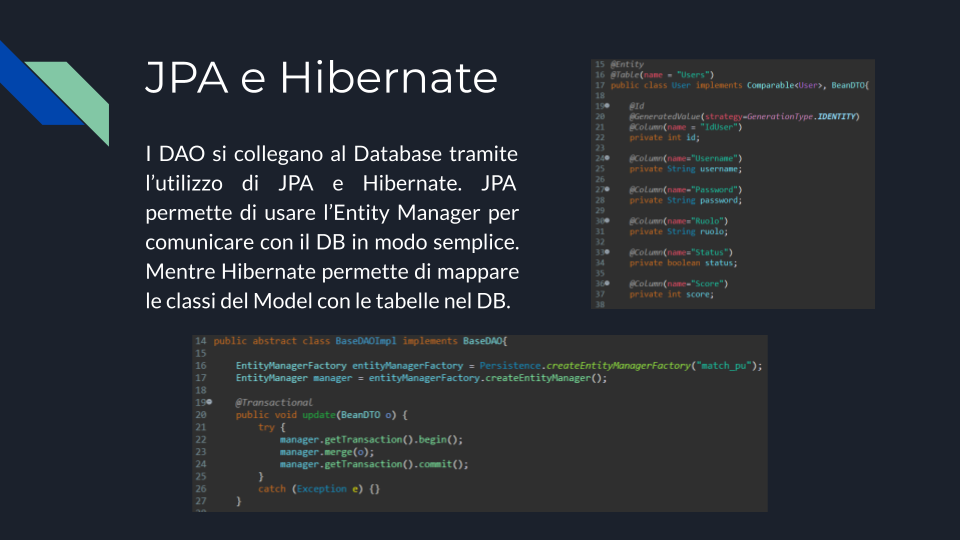 JPA e Hibernate
I DAO si collegano al Database tramite
l’utilizzo di JPA e Hibernate. JPA
permette di usare l’Entity Manager per
comunicare con il DB in modo semplice.
Mentre Hibernate permette di mappare
le classi del Model con le tabelle nel DB.
15 @Entity
16 @Table(name = "Users")
17 public class User implements Comparable<User>, BeanDTO{
18
19 @Id
20 @GeneratedValue(strategy=GenerationType.IDENTITY)
21 @Column(name = "IdUser")
22 private int id;
23
24 @Column(name="Username")
25 private String username;
26
27 @Column(name="Password")
28 private String password;
29
30 @Column(name="Ruolo")
31 private String ruolo;
32
33 @Column(name="Status")
34 private boolean status;
35
36 @Column(name="Score")
37 private int score;
38
14 public abstract class BaseDAOImpl implements BaseDAO{
15
16 EntityManagerFactory entityManagerFactory = Persistence.createEntityManagerFactory("match_pu");
17 EntityManager manager = entityManagerFactory.createEntityManager();
18
19 @Transactional
20 public void update(BeanDTO o) {
21 try {
22 manager.getTransaction().begin();
23 manager.merge(o);
24 manager.getTransaction().commit();
25 }
26 catch (Exception e) {}
27 }